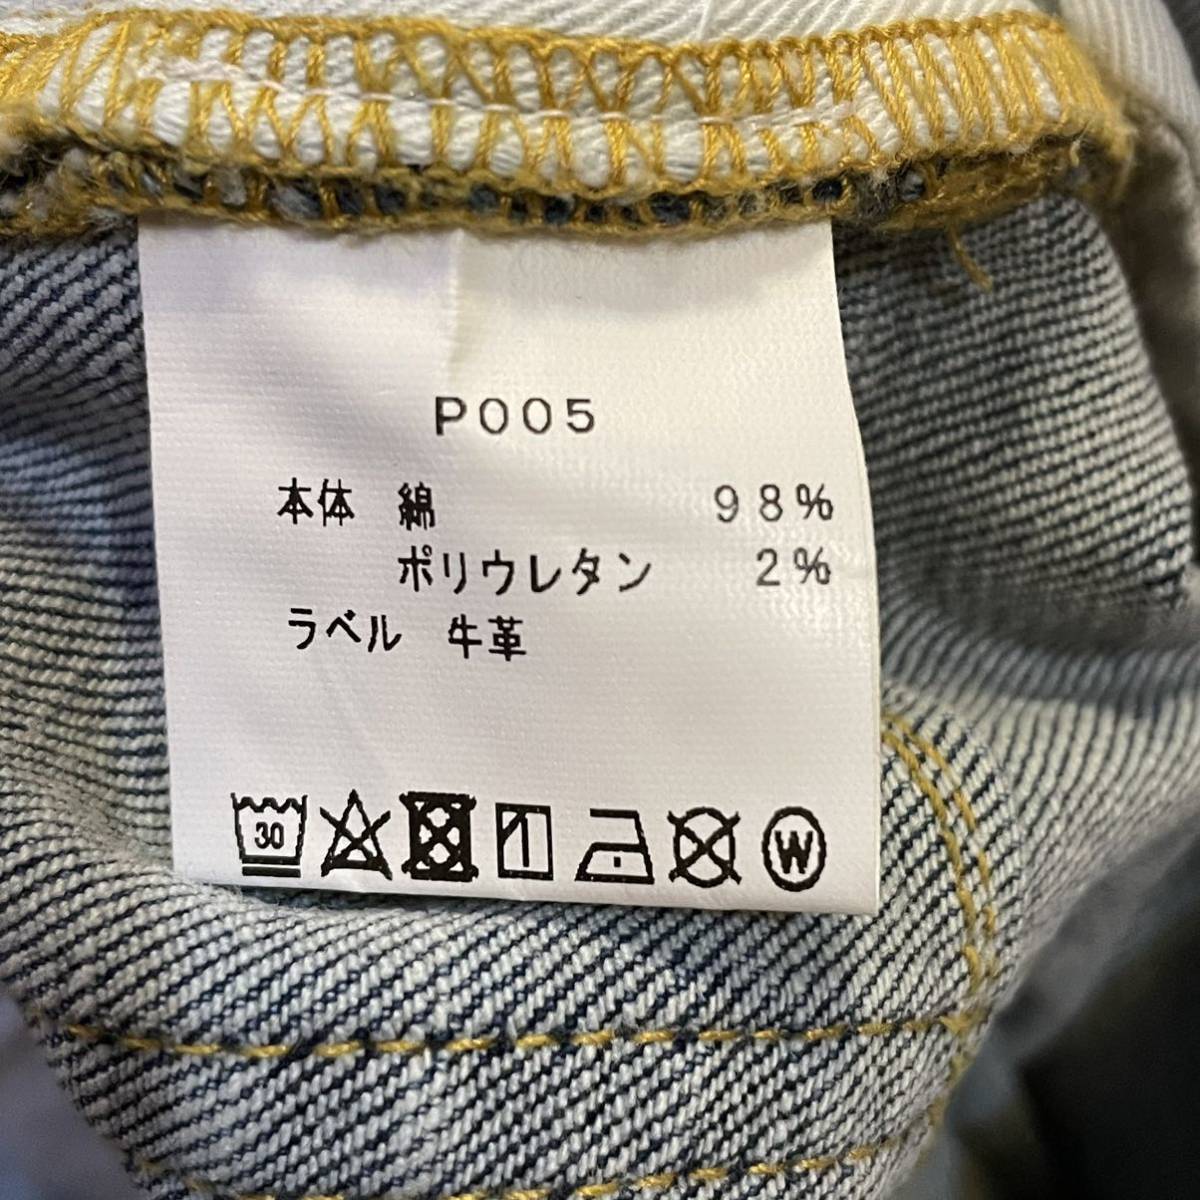 P005
本体 綿 98%
ポリウレタン 2%
ラベル 牛革
30 W